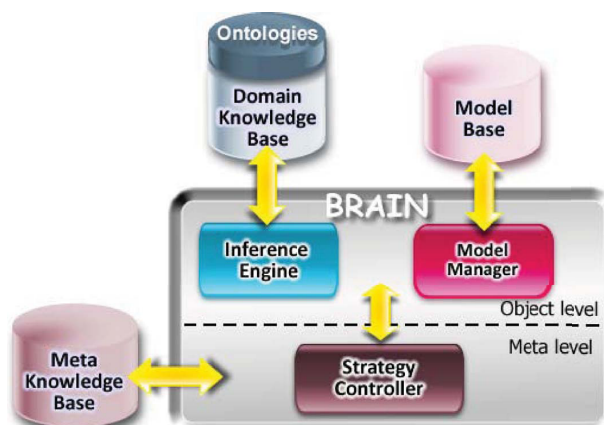 Ontologies
Domain
Knowledge
Base
Model
Base
BRAIN
Inference
Engine
Model
Manager
Object level
Meta level
Meta
Knowledge
Base
Strategy
Controller